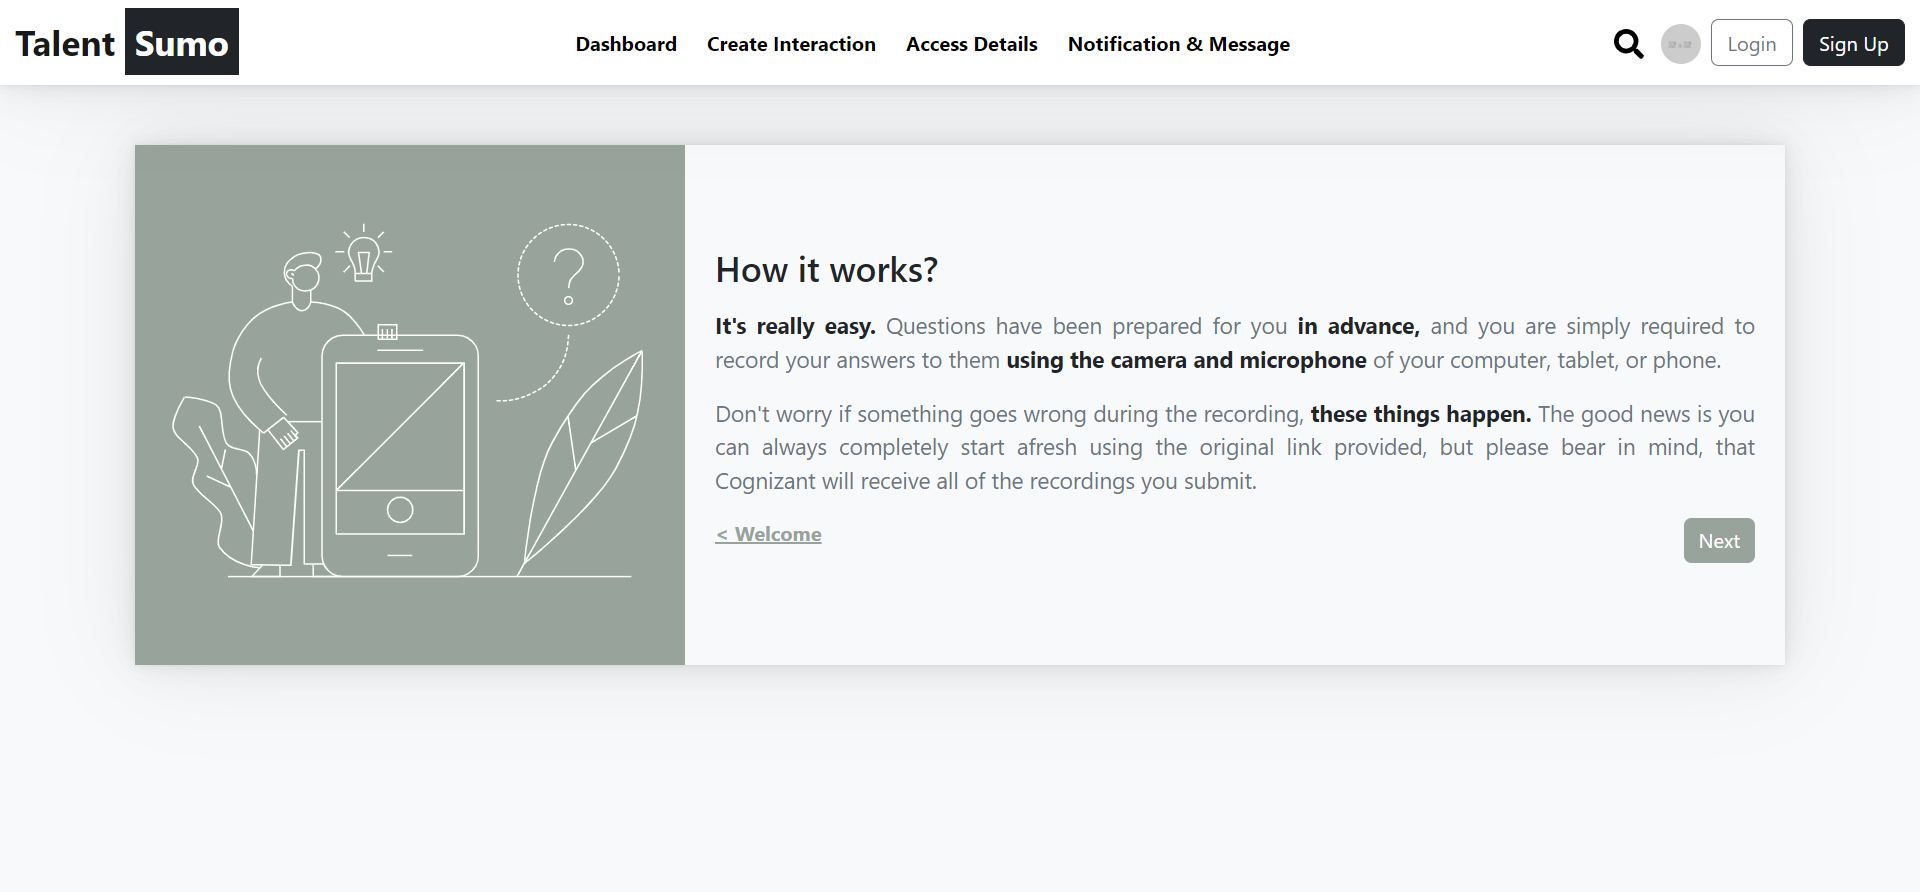 Talent Sumo
Dashboard Create Interaction Access Details Notification & Message
Login Sign Up
How it works?
It's really easy. Questions have been prepared for you in advance, and you are simply required to
record your answers to them using the camera and microphone of your computer, tablet, or phone.
Don't worry if something goes wrong during the recording, these things happen. The good news is you
can always completely start afresh using the original link provided, but please bear in mind, that
Cognizant will receive all of the recordings you submit.
< Welcome
Next